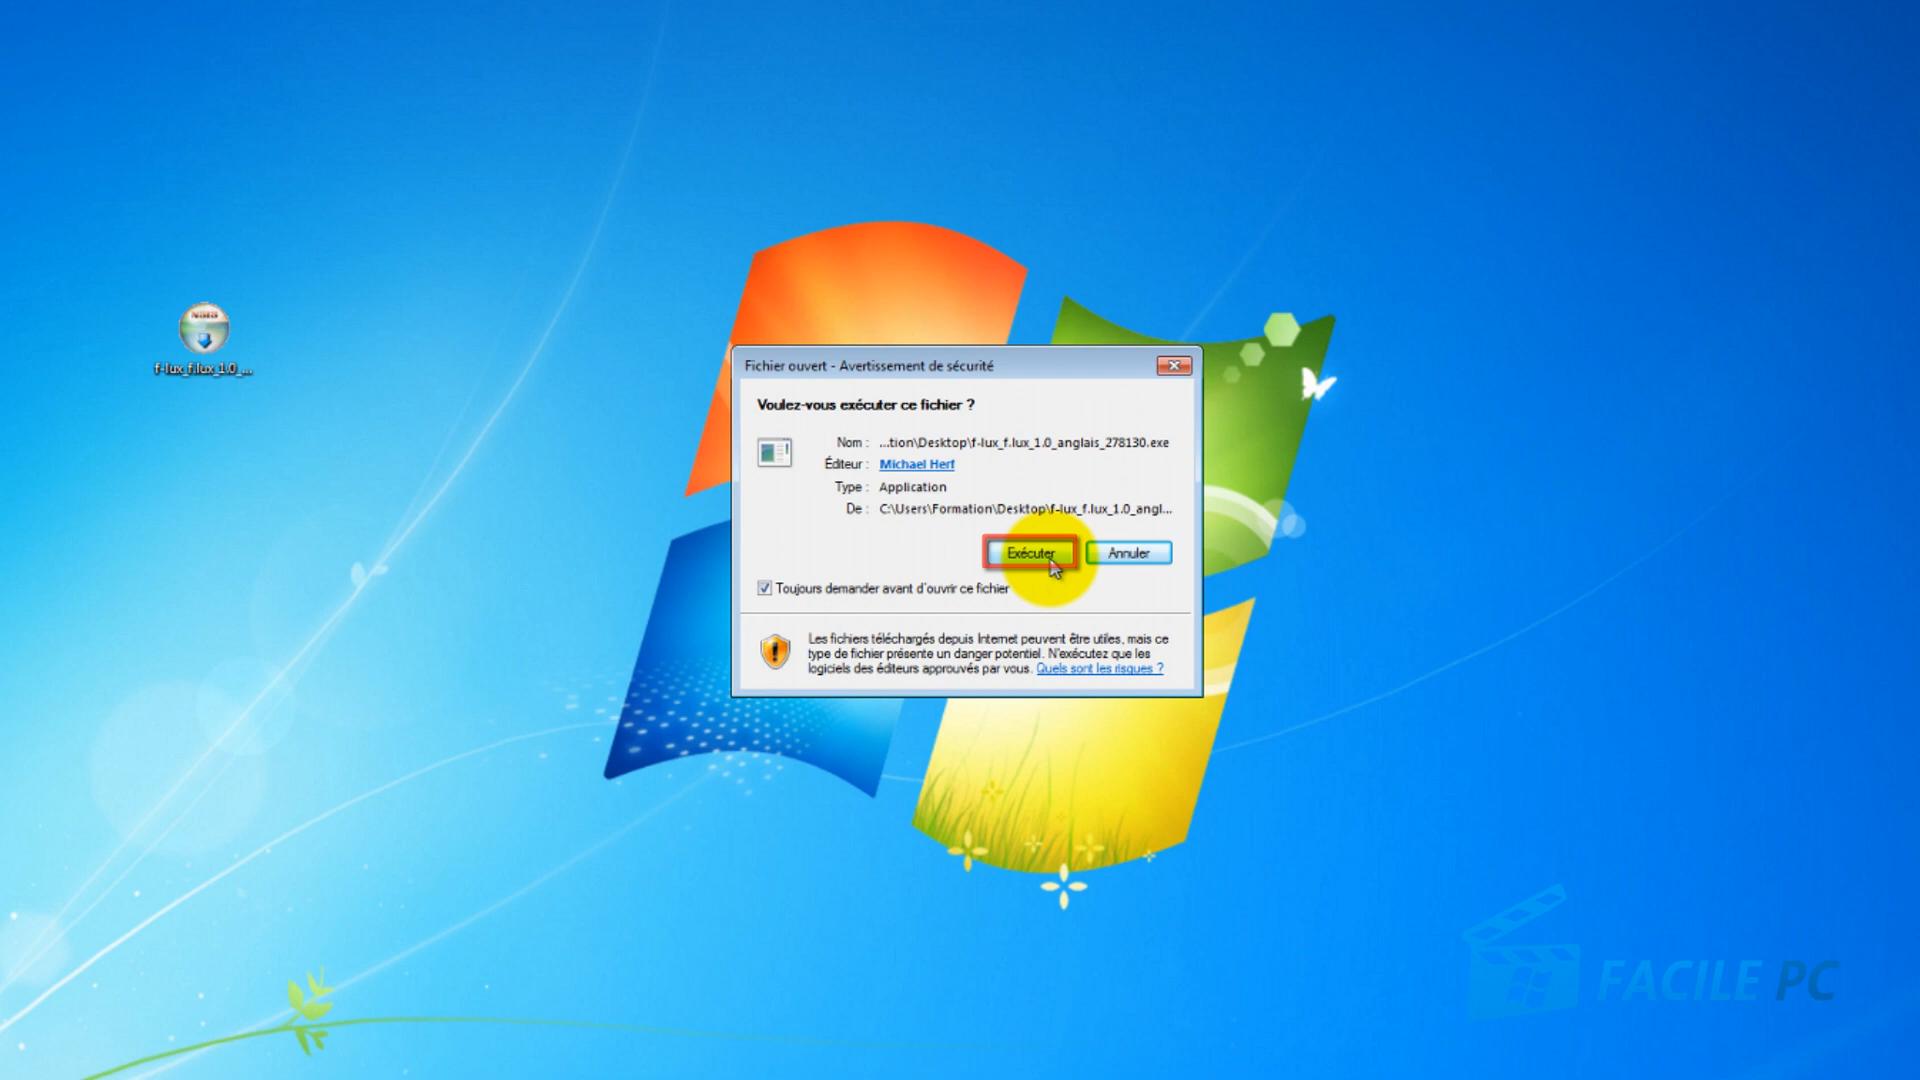 NSIS
f-lux_f.lux_1.0_...
Fichier ouvert - Avertissement de sécurité
Voulez-vous exécuter ce fichier ?
Nom : ...tion\Desktop\f-lux_f.lux_1.0_anglais_278130.exe
Éditeur : Michael Herf
Type : Application
De : C:\Users\Formation\Desktop\f-lux_f.lux_1.0_angl...
Exécuter Annuler
Toujours demander avant d'ouvrir ce fichier
Les fichiers téléchargés depuis Internet peuvent être utiles, mais ce
type de fichier présente un danger potentiel. N'exécutez que les
logiciels des éditeurs approuvés par vous. Quels sont les risques ?
FACILE PC